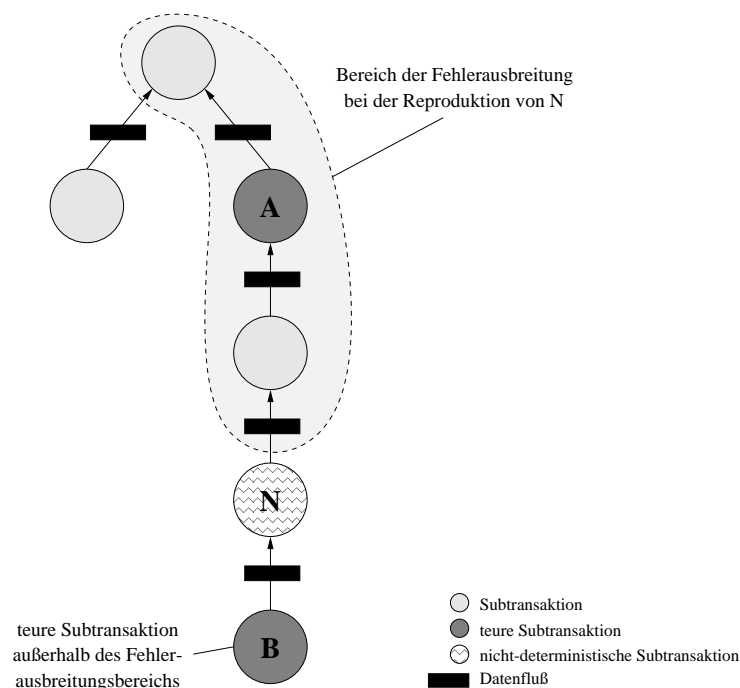 Bereich der Fehlerausbreitung
bei der Reproduktion von N
A
N
B
teure Subtransaktion
außerhalb des Fehler-
ausbreitungsbereichs
Subtransaktion
teure Subtransaktion
nicht-deterministische Subtransaktion
Datenfluß